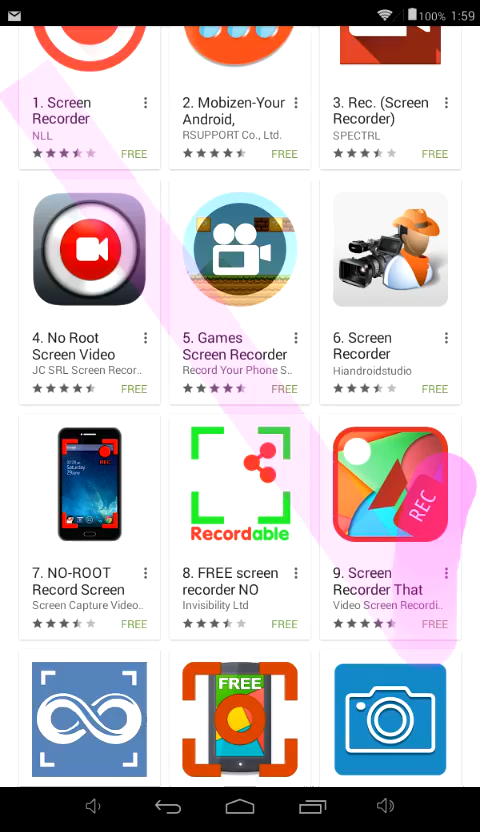 100% 1:59
1. Screen
Recorder
NLL
FREE
2. Mobizen-Your
Android,
RSUPPORT Co., Ltd.
FREE
3. Rec. (Screen
Recorder)
SPECTRL
FREE
4. No Root
Screen Video
JC SRL Screen Recor..
FREE
5. Games
Screen Recorder
Record Your Phone S..
FREE
6. Screen
Recorder
Hiandroidstudio
FREE
REC
Recordable
REC
7. NO-ROOT
Record Screen
Screen Capture Video..
FREE
8. FREE screen
recorder NO
Invisibility Ltd
FREE
9. Screen
Recorder That
Video Screen Recordi..
FREE
FREE